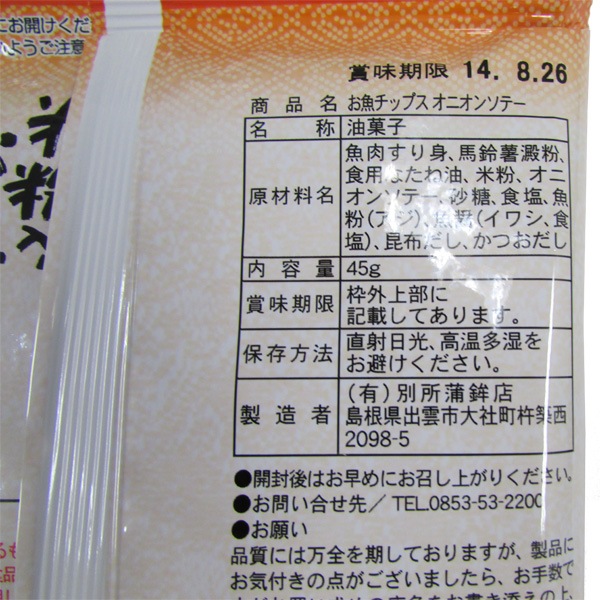 にお開けくだ
ようご注意
賞味期限 14. 8.26
商品名 お魚チップス オニオンソテー
名称 油菓子
原材料名 魚肉すり身、馬鈴薯澱粉、
食用なたね油、米粉、オニ
オンソテー、砂糖、食塩、魚
粉(アジ)、魚醤(イワシ、食
塩)、昆布だし、かつおだし
内容量 45g
賞味期限 枠外上部に
記載してあります。
保存方法 直射日光、高温多湿を
お避けください。
製造者 (有)別所蒲鉾店
島根県出雲市大社町杵築西
2098-5
●開封後はお早めにお召し上がりください。
●お問い合せ先/TEL.0853-53-2200
●お願い
品質には万全を期しておりますが、製品に
お気付きの点がございましたら、お手数で